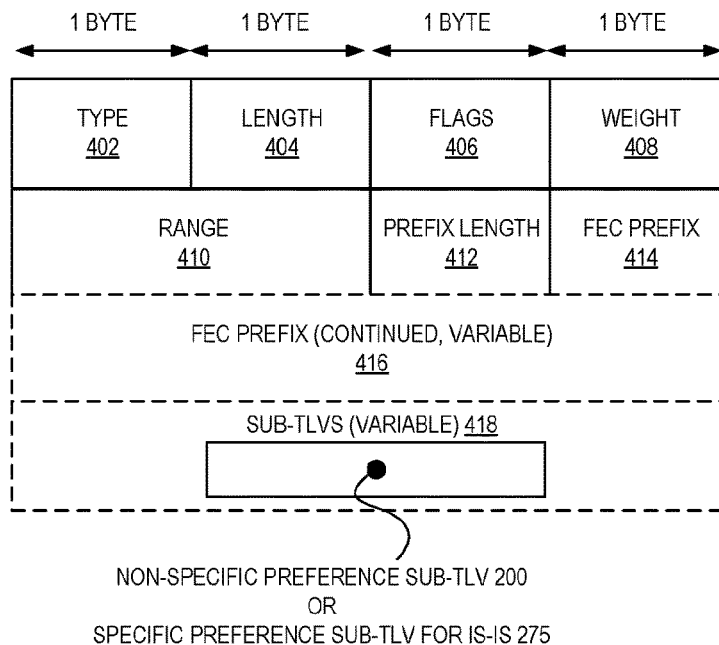 1 BYTE 1 BYTE 1 BYTE 1 BYTE
TYPE LENGTH FLAGS WEIGHT
402 404 406 408
RANGE PREFIX LENGTH FEC PREFIX
410 412 414
FEC PREFIX (CONTINUED, VARIABLE)
416
SUB-TLVS (VARIABLE) 418
NON-SPECIFIC PREFERENCE SUB-TLV 200
OR
SPECIFIC PREFERENCE SUB-TLV FOR IS-IS 275